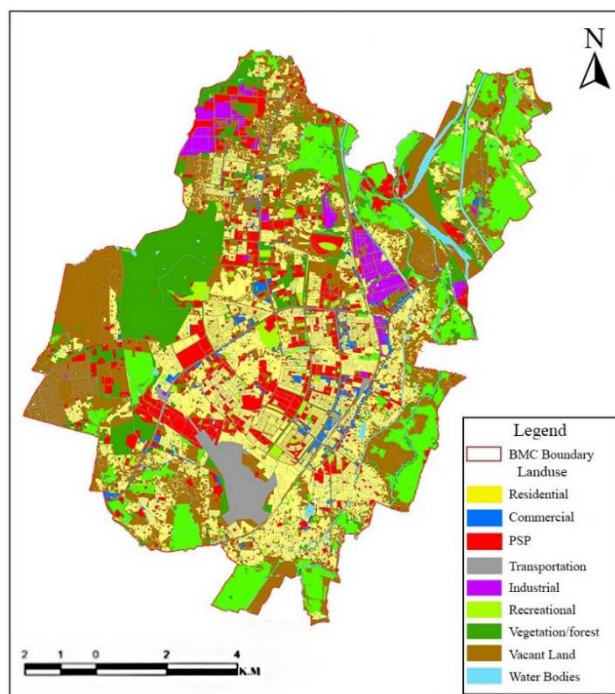 N
Legend
BMC Boundary
Landuse
Residential
Commercial
PSP
Transportation
Industrial
Recreational
Vegetation/forest
Vacant Land
Water Bodies
2 1 0 2 4
K.M